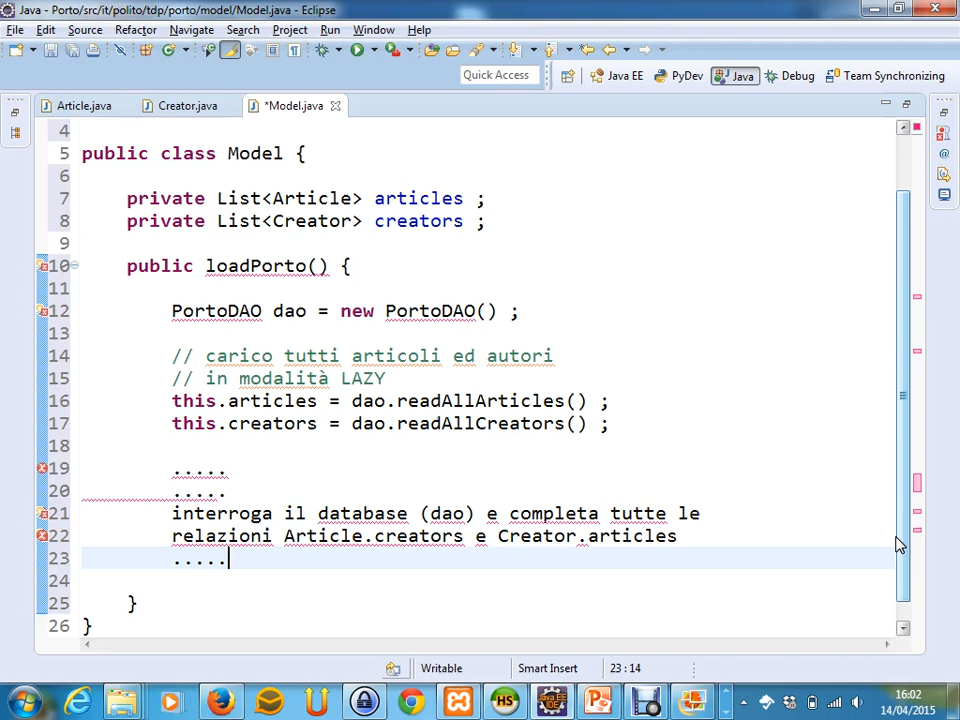 Java - Porto/src/it/polito/tdp/porto/model/Model.java - Eclipse
File Edit Source Refactor Navigate Search Project Run Window Help
Quick Access Java EE PyDev Java Debug Team Synchronizing
Article.java Creator.java *Model.java
4
5 public class Model {
6
7 private List<Article> articles ;
8 private List<Creator> creators ;
9
10 public loadPorto() {
11
12 PortoDAO dao = new PortoDAO() ;
13
14 // carico tutti articoli ed autori
15 // in modalità LAZY
16 this.articles = dao.readAllArticles() ;
17 this.creators = dao.readAllCreators() ;
18
19 .....
20 .....
21 interroga il database (dao) e completa tutte le
22 relazioni Article.creators e Creator.articles
23 .....
24
25 }
26 }
Writable Smart Insert 23 : 14
HS
16:02
14/04/2015